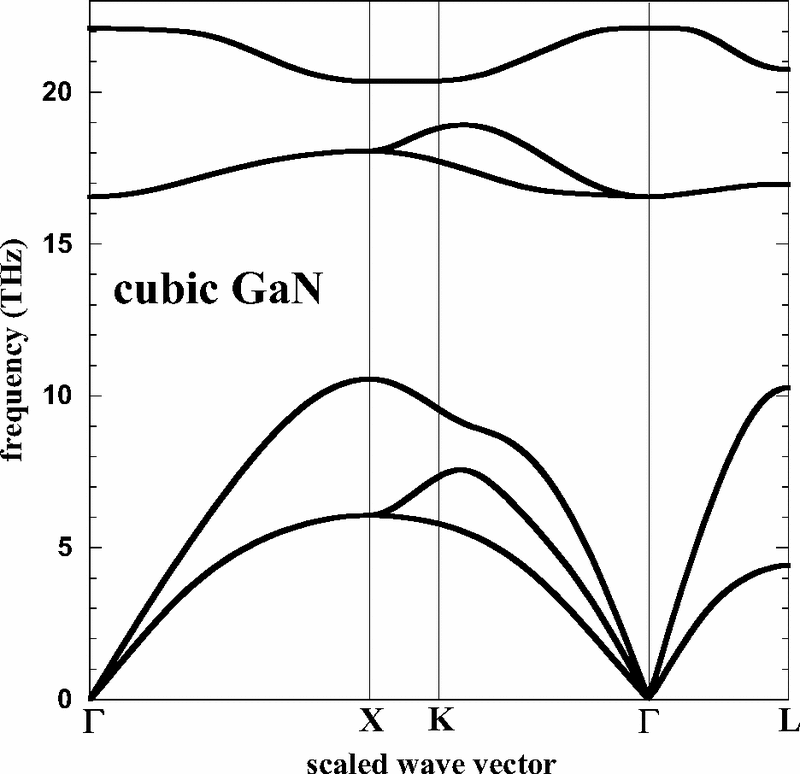 20
15
10
5
0
frequency (THz)
cubic GaN
Γ X K Γ L
scaled wave vector